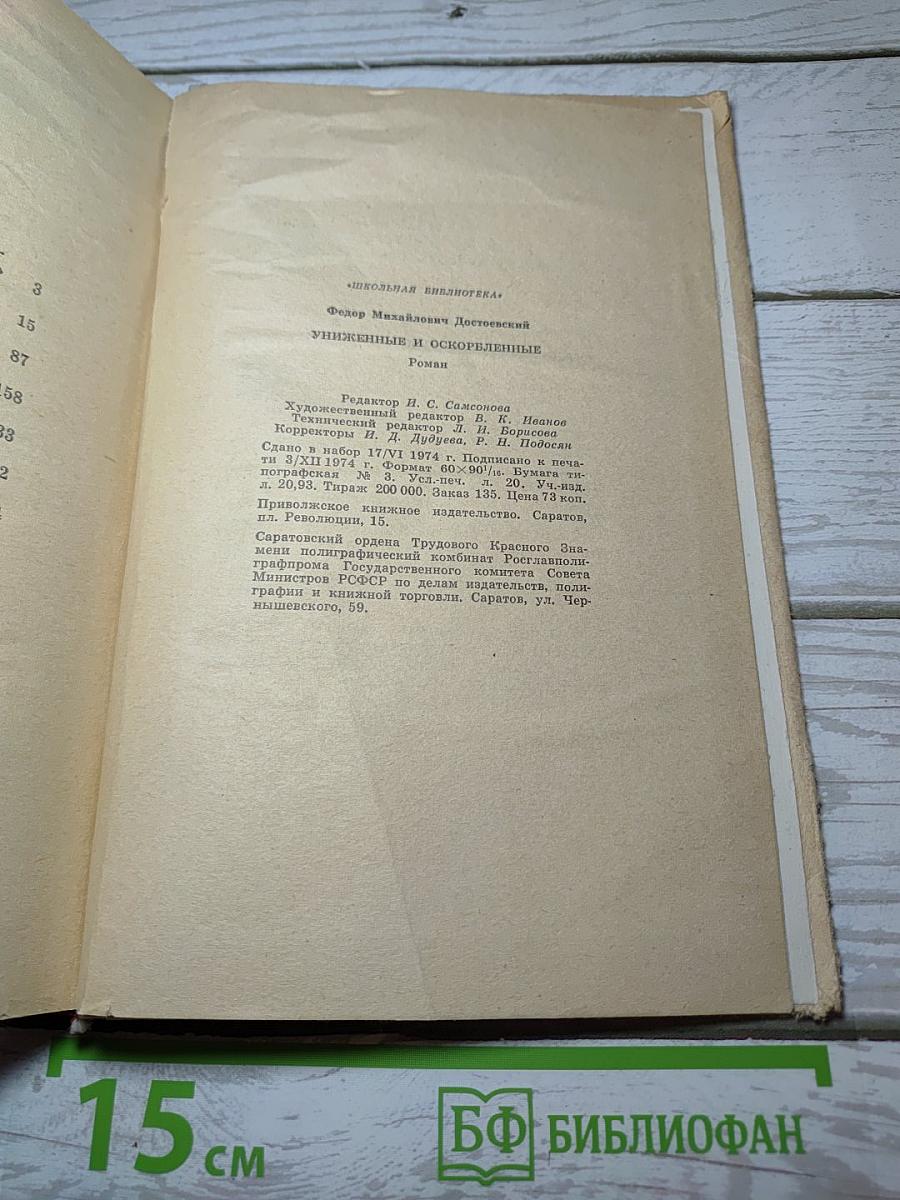 3
15
87
158
33
2
«ШКОЛЬНАЯ БИБЛИОТЕКА»
Федор Михайлович Достоевский
УНИЖЕННЫЕ И ОСКОРБЛЕННЫЕ
Роман
Редактор И. С. Самсонова
Художественный редактор В. К. Иванов
Технический редактор Л. И. Борисова
Корректоры И. Д. Дудуева, Р. Н. Подосян
Сдано в набор 17/VI 1974 г. Подписано к печа-
ти 3/XII 1974 г. Формат 60×90¹/₁₆. Бумага ти-
пографская № 3. Усл.-печ. л. 20. Уч.-изд.
л. 20,93. Тираж 200 000. Заказ 135. Цена 73 коп.
Приволжское книжное издательство. Саратов,
пл. Революции, 15.
Саратовский ордена Трудового Красного Зна-
мени полиграфический комбинат Росглавполи-
графпрома Государственного комитета Совета
Министров РСФСР по делам издательств, поли-
графии и книжной торговли. Саратов, ул. Чер-
нышевского, 59.
15 см
БФ БИБЛИОФАН